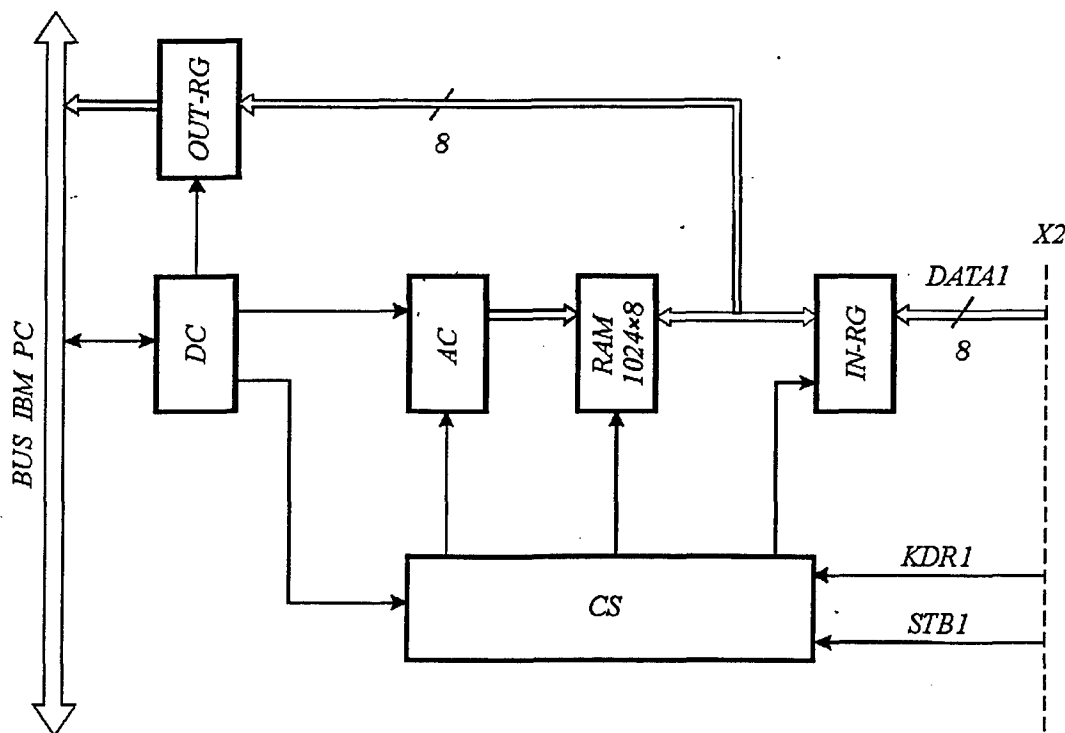 OUT-RG
8
X2
DATA1
8
DC
AC
RAM
1024×8
IN-RG
BUS IBM PC
KDR1
CS
STB1